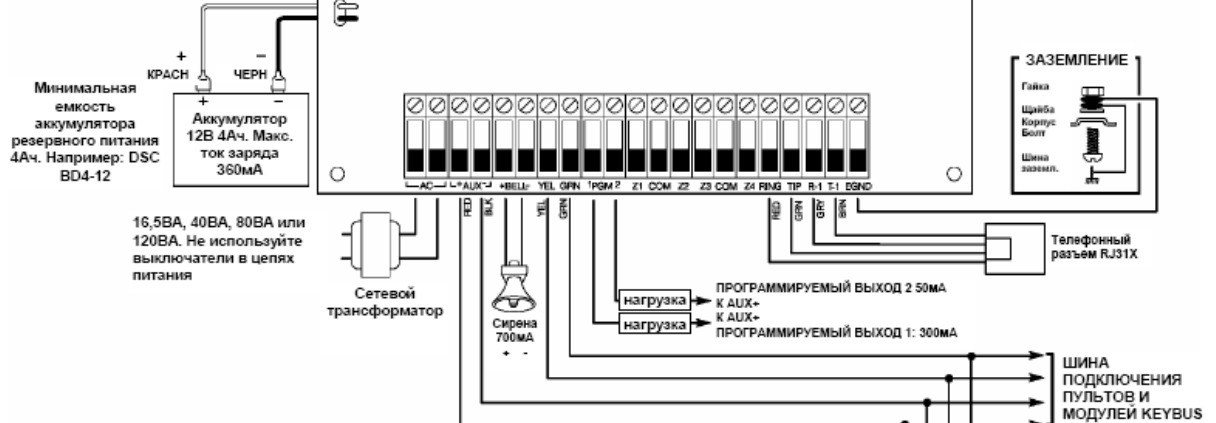 +
–
КРАСН
ЧЕРН
Минимальная
емкость
аккумулятора
резервного питания
4Ач. Например: DSC
BD4-12
+
–
Аккумулятор
12В 4Ач. Макс.
ток заряда
360мА
ЗАЗЕМЛЕНИЕ
Гайка
Щайба
Корпус
Болт
Шина
заземл.
AC + AUX - +BELL- YEL GRN 1PGM 2 Z1 COM Z2 Z3 COM Z4 RING TIP R-1 T-1 EGND
RED
BLK
YEL
GRN
RED
GRN
GRY
BRN
16,5ВА, 40ВА, 80ВА или
120ВА. Не используйте
выключатели в цепях
питания
Сетевой
трансформатор
Сирена
700мА
+ -
нагрузка
нагрузка
ПРОГРАММИРУЕМЫЙ ВЫХОД 2 50мА
К AUX+
К AUX+
ПРОГРАММИРУЕМЫЙ ВЫХОД 1: 300мА
Телефонный
разъем RJ31X
ШИНА
ПОДКЛЮЧЕНИЯ
ПУЛЬТОВ И
МОДУЛЕЙ KEYBUS